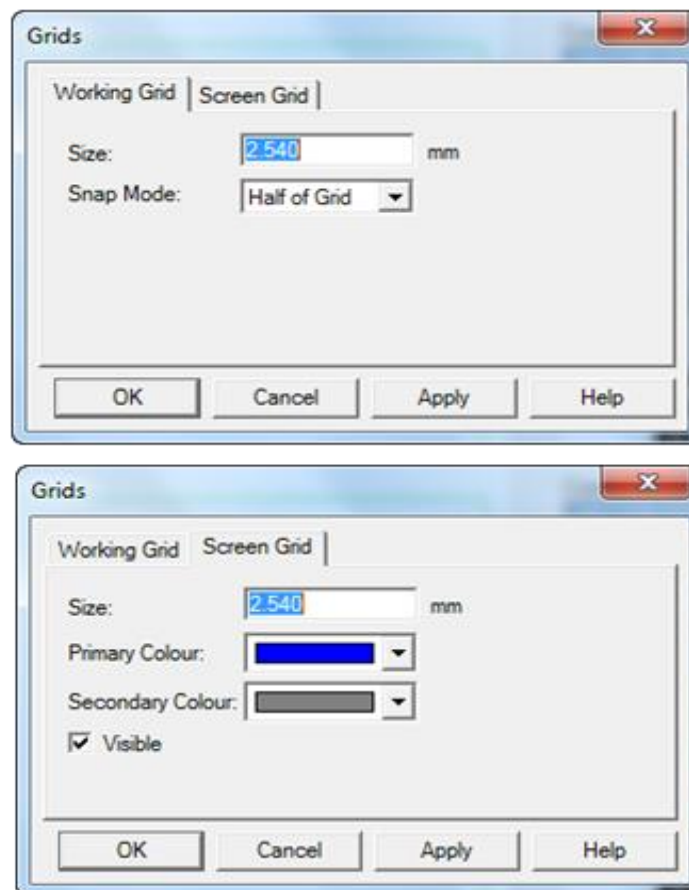 Grids
Working Grid Screen Grid
Size: 2.540 mm
Snap Mode: Half of Grid
OK Cancel Apply Help
Grids
Working Grid Screen Grid
Size: 2.540 mm
Primary Colour:
Secondary Colour:
Visible
OK Cancel Apply Help